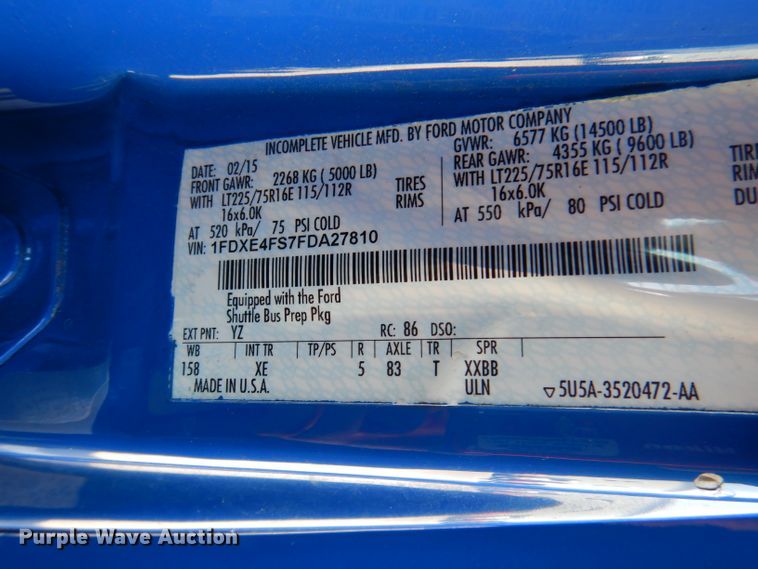 INCOMPLETE VEHICLE MFD. BY FORD MOTOR COMPANY
DATE: 02/15 GVWR: 6577 KG (14500 LB)
FRONT GAWR: 2268 KG ( 5000 LB) REAR GAWR: 4355 KG ( 9600 LB)
WITH LT225/75R16E 115/112R TIRES WITH LT225/75R16E 115/112R TIRE
16x6.0K RIMS 16x6.0K RIM
AT 520 kPa/ 75 PSI COLD AT 550 kPa/ 80 PSI COLD DU
VIN: 1FDXE4FS7FDA27810
Equipped with the Ford
Shuttle Bus Prep Pkg
EXT PNT: YZ RC: 86 DSO:
WB INT TR TP/PS R AXLE TR SPR
158 XE 5 83 T XXBB
MADE IN U.S.A. ULN ▽5U5A-3520472-AA
Purple Wave Auction